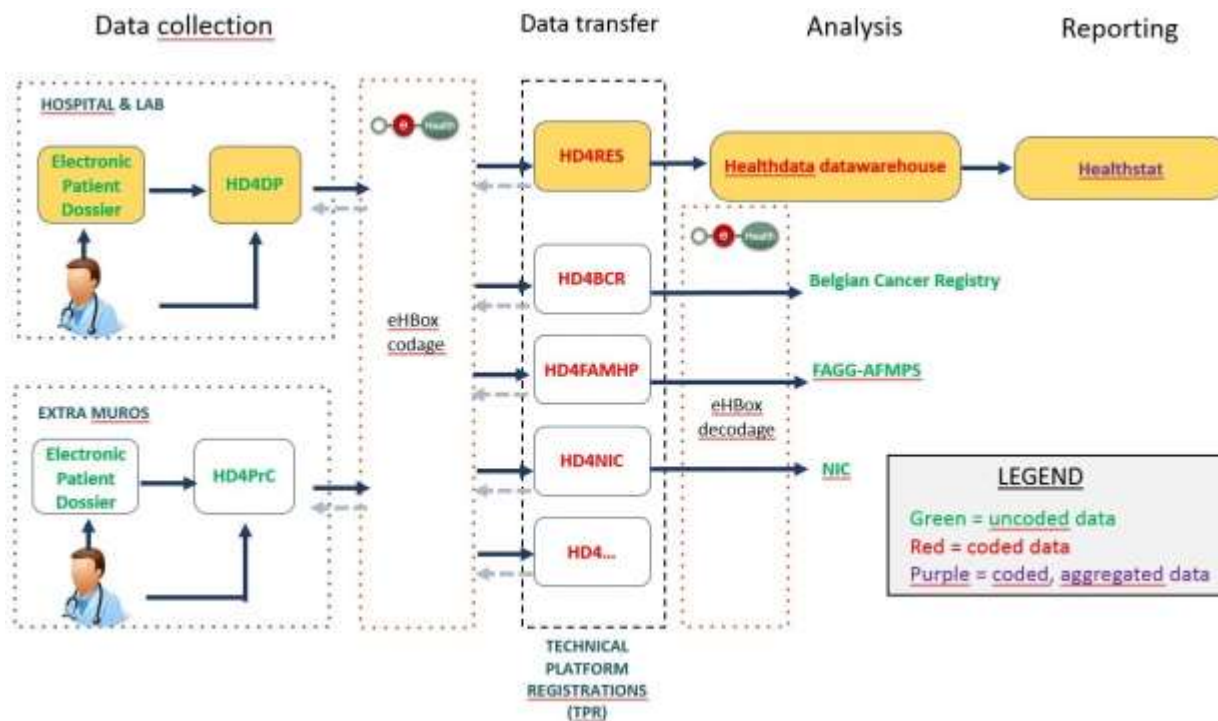 Data collection
Data transfer
Analysis
Reporting
HOSPITAL & LAB
Electronic
Patient
Dossier
HD4DP
e
Health
HD4RES
Healthdata datawarehouse
Healthstat
e
Health
HD4BCR
Belgian Cancer Registry
eHBox
codage
HD4FAMHP
FAGG-AFMPS
eHBox
decodage
EXTRA MUROS
Electronic
Patient
Dossier
HD4PrC
HD4NIC
NIC
HD4...
TECHNICAL
PLATFORM
REGISTRATIONS
(TPR)
LEGEND
Green = uncoded data
Red = coded data
Purple = coded, aggregated data